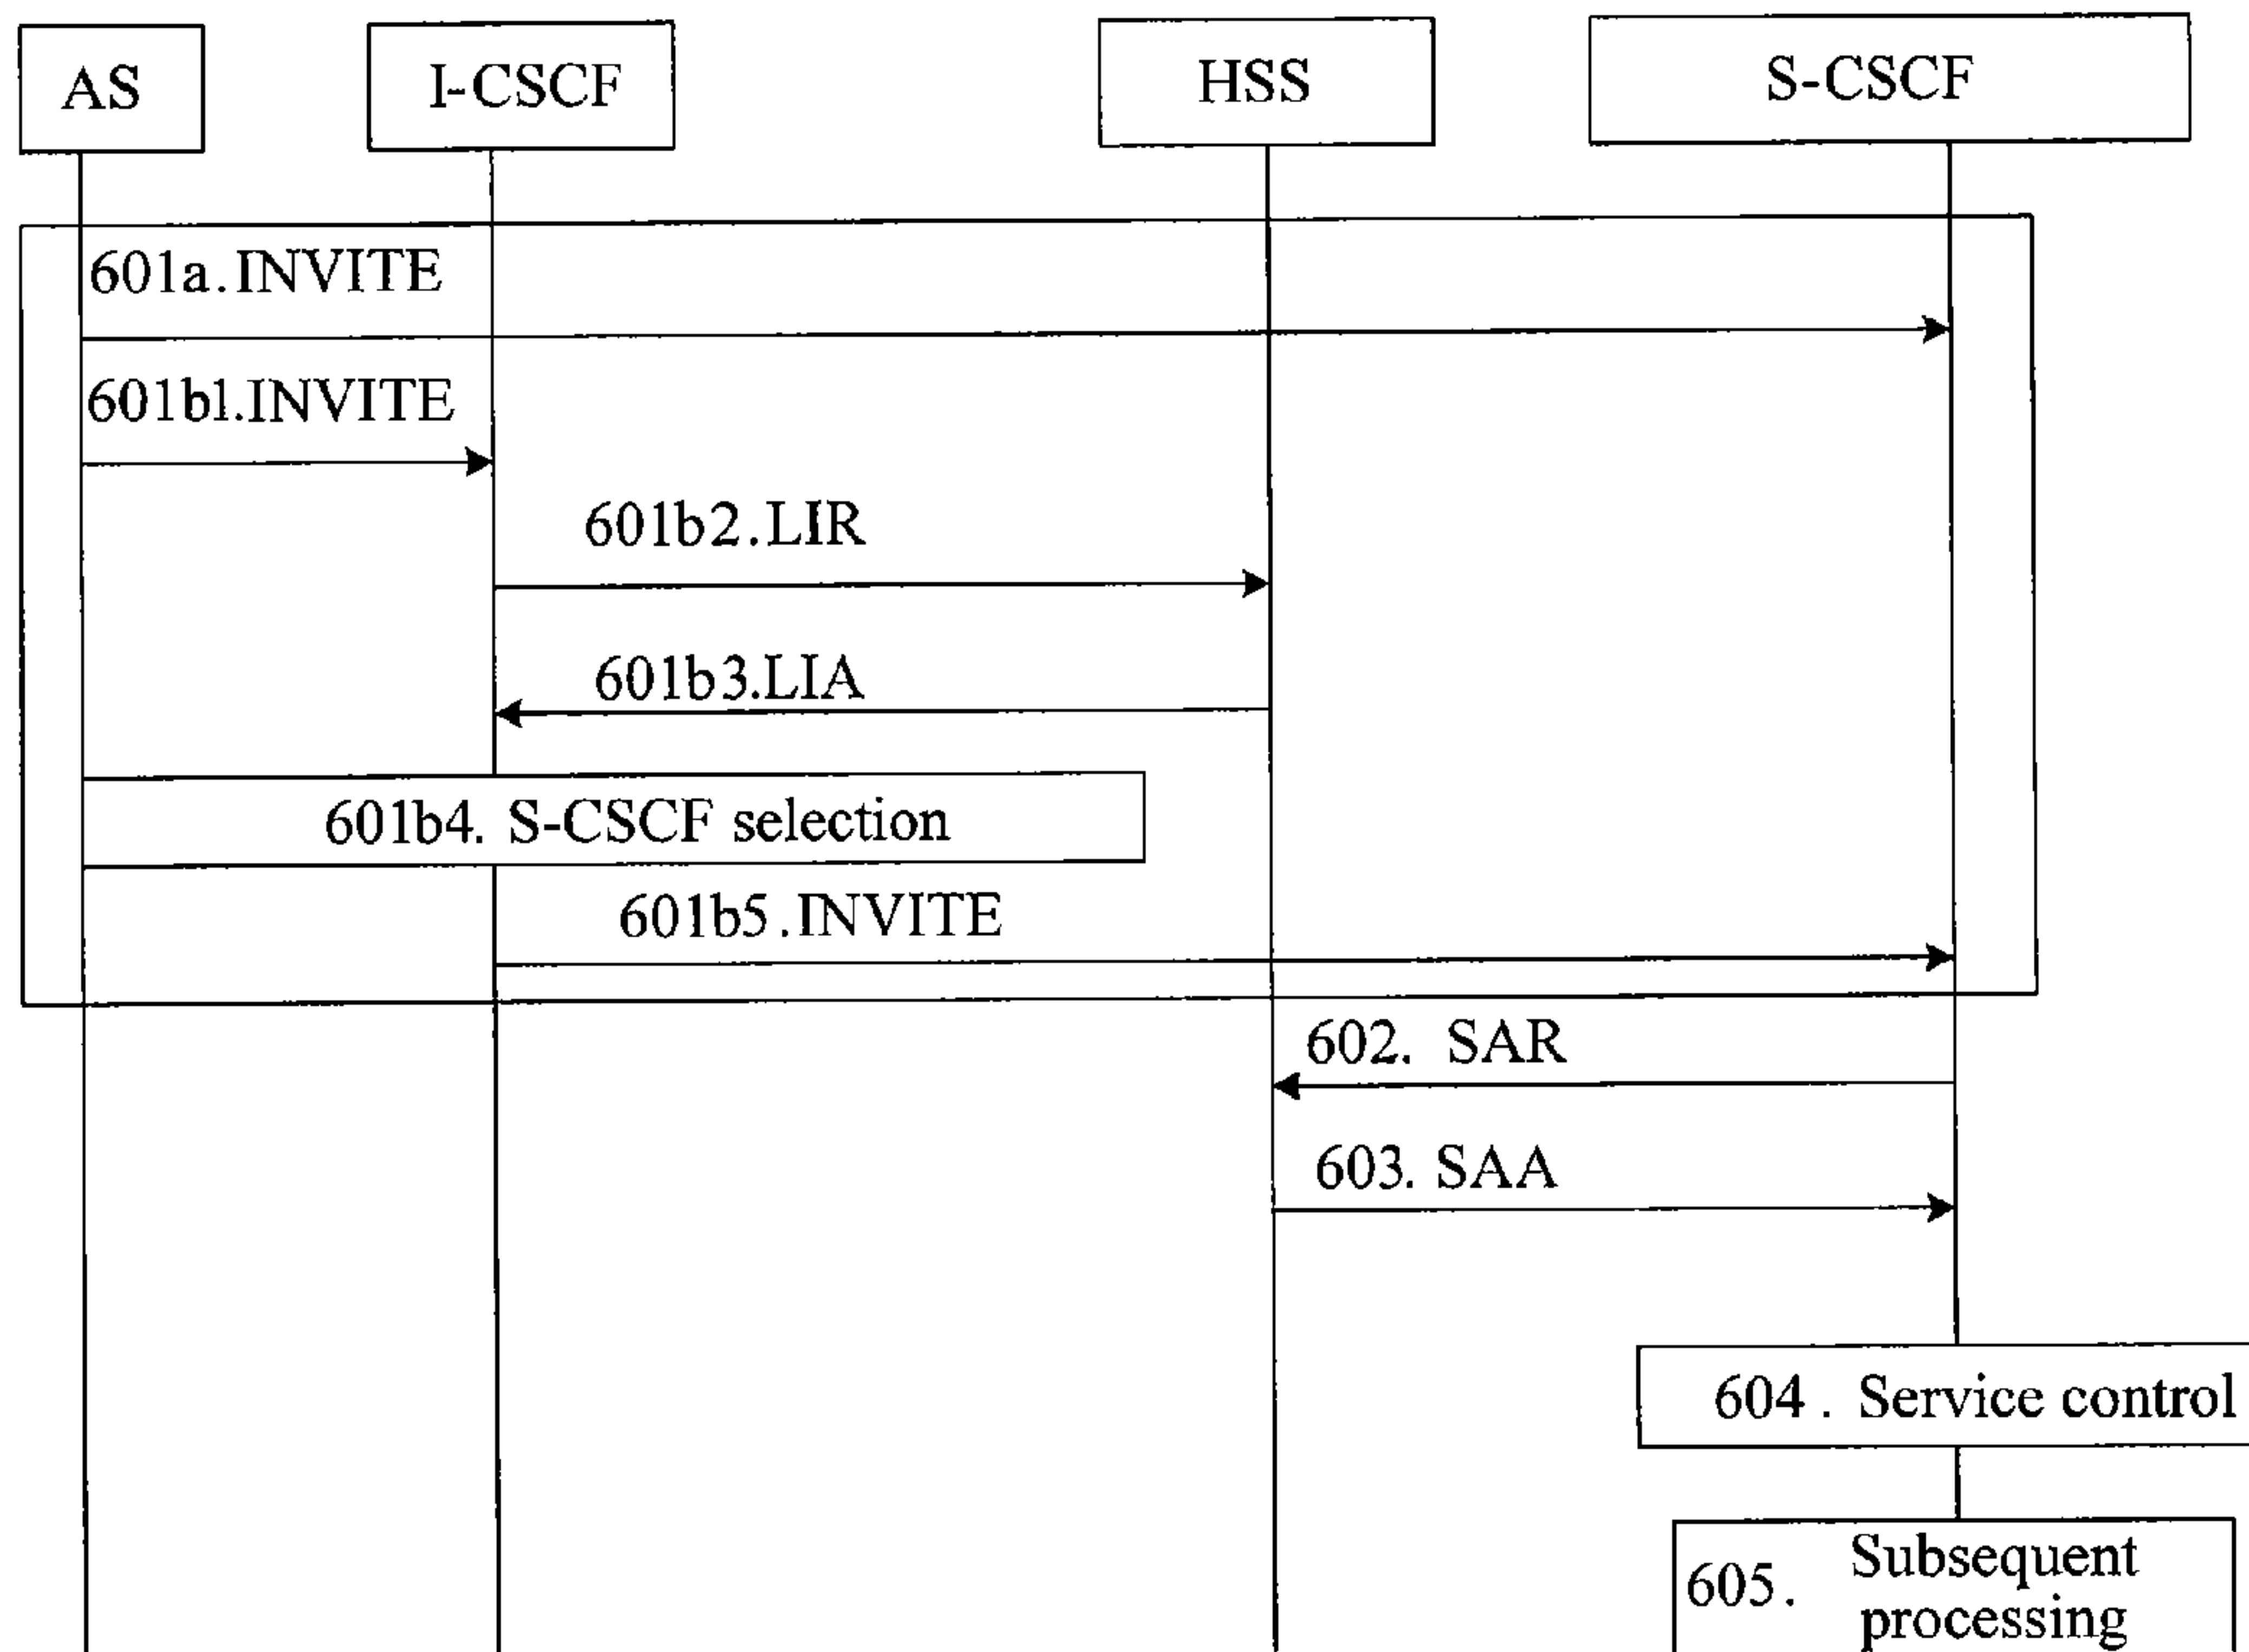 AS
I-CSCF
HSS
S-CSCF
601a.INVITE
601b1.INVITE
601b2.LIR
601b3.LIA
601b4. S-CSCF selection
601b5.INVITE
602. SAR
603. SAA
604 . Service control
605. Subsequent
processing